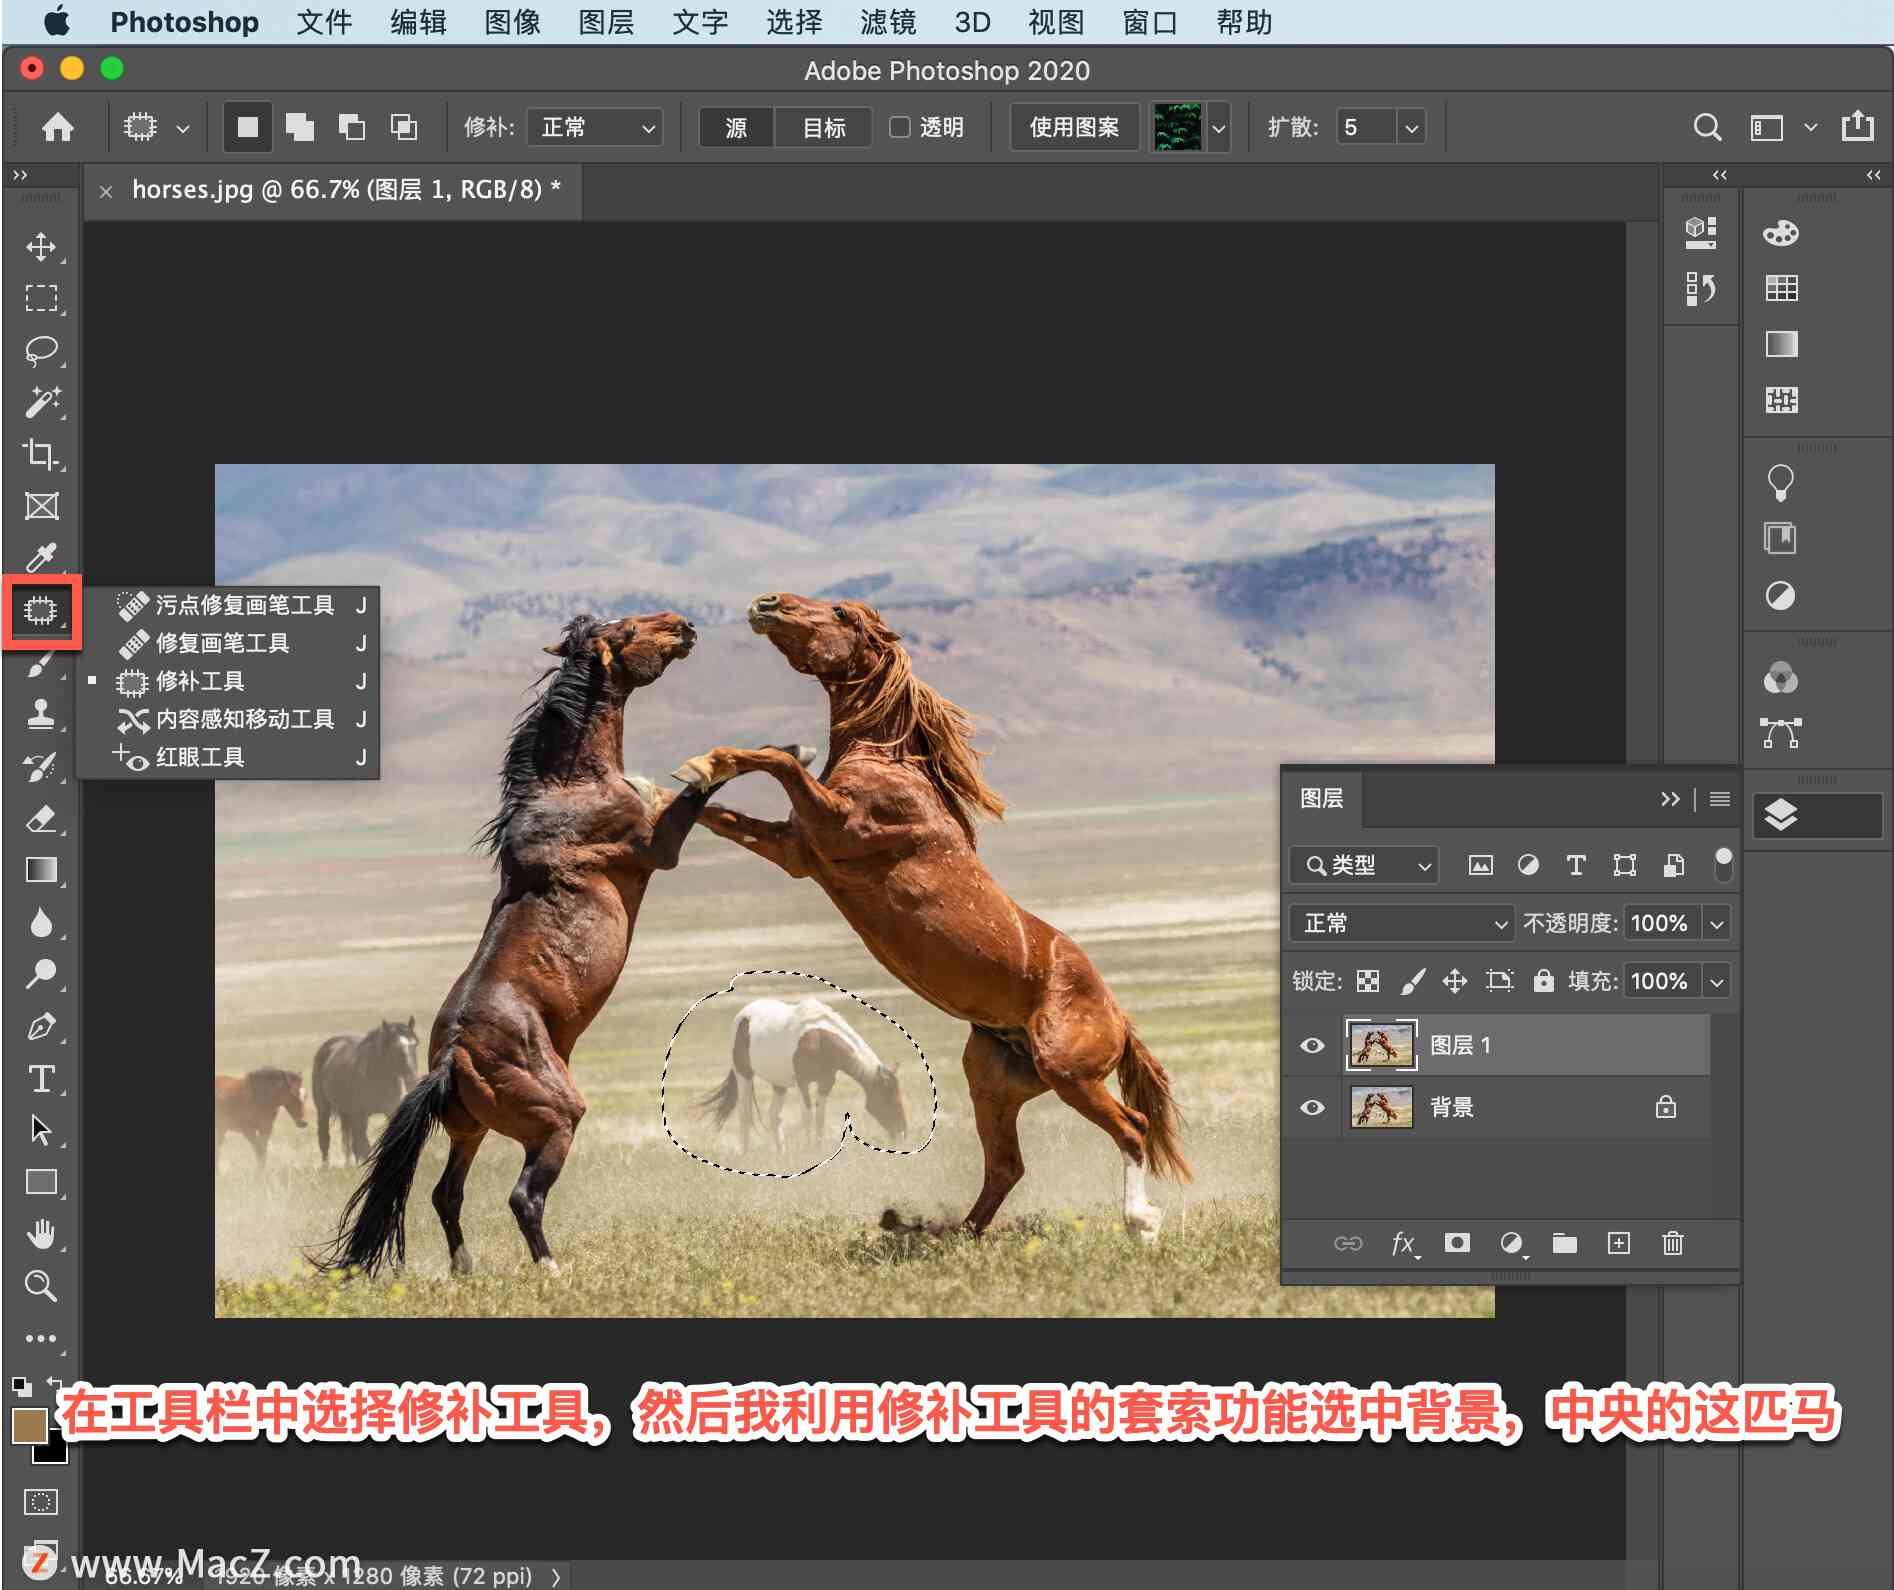 Photoshop 文件 编辑 图像 图层 文字 选择 滤镜 3D 视图 窗口 帮助
Adobe Photoshop 2020
修补: 正常 源 目标 透明 使用图案 扩散: 5
horses.jpg @ 66.7% (图层 1, RGB/8) *
污点修复画笔工具 J
修复画笔工具 J
修补工具 J
内容感知移动工具 J
红眼工具 J
图层
类型
正常 不透明度: 100%
锁定: 填充: 100%
图层 1
背景
fx
在工具栏中选择修补工具，然后我利用修补工具的套索功能选中背景，中央的这匹马
www.MacZ.com
66.67% 1920 像素 x 1280 像素 (72 ppi)